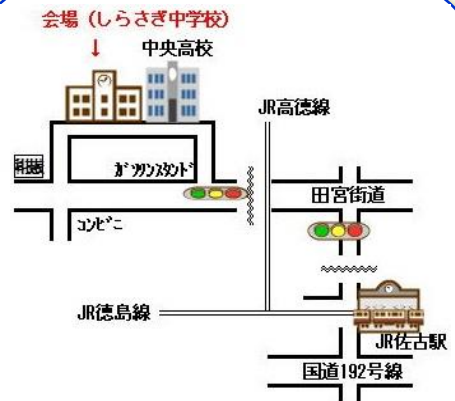 会場（しらさぎ中学校）
↓
中央高校
JR高徳線
ｶﾞｿﾘﾝｽﾀﾝﾄﾞ
田宮街道
ｺﾝﾋﾞﾆ
JR徳島線
JR佐古駅
国道192号線